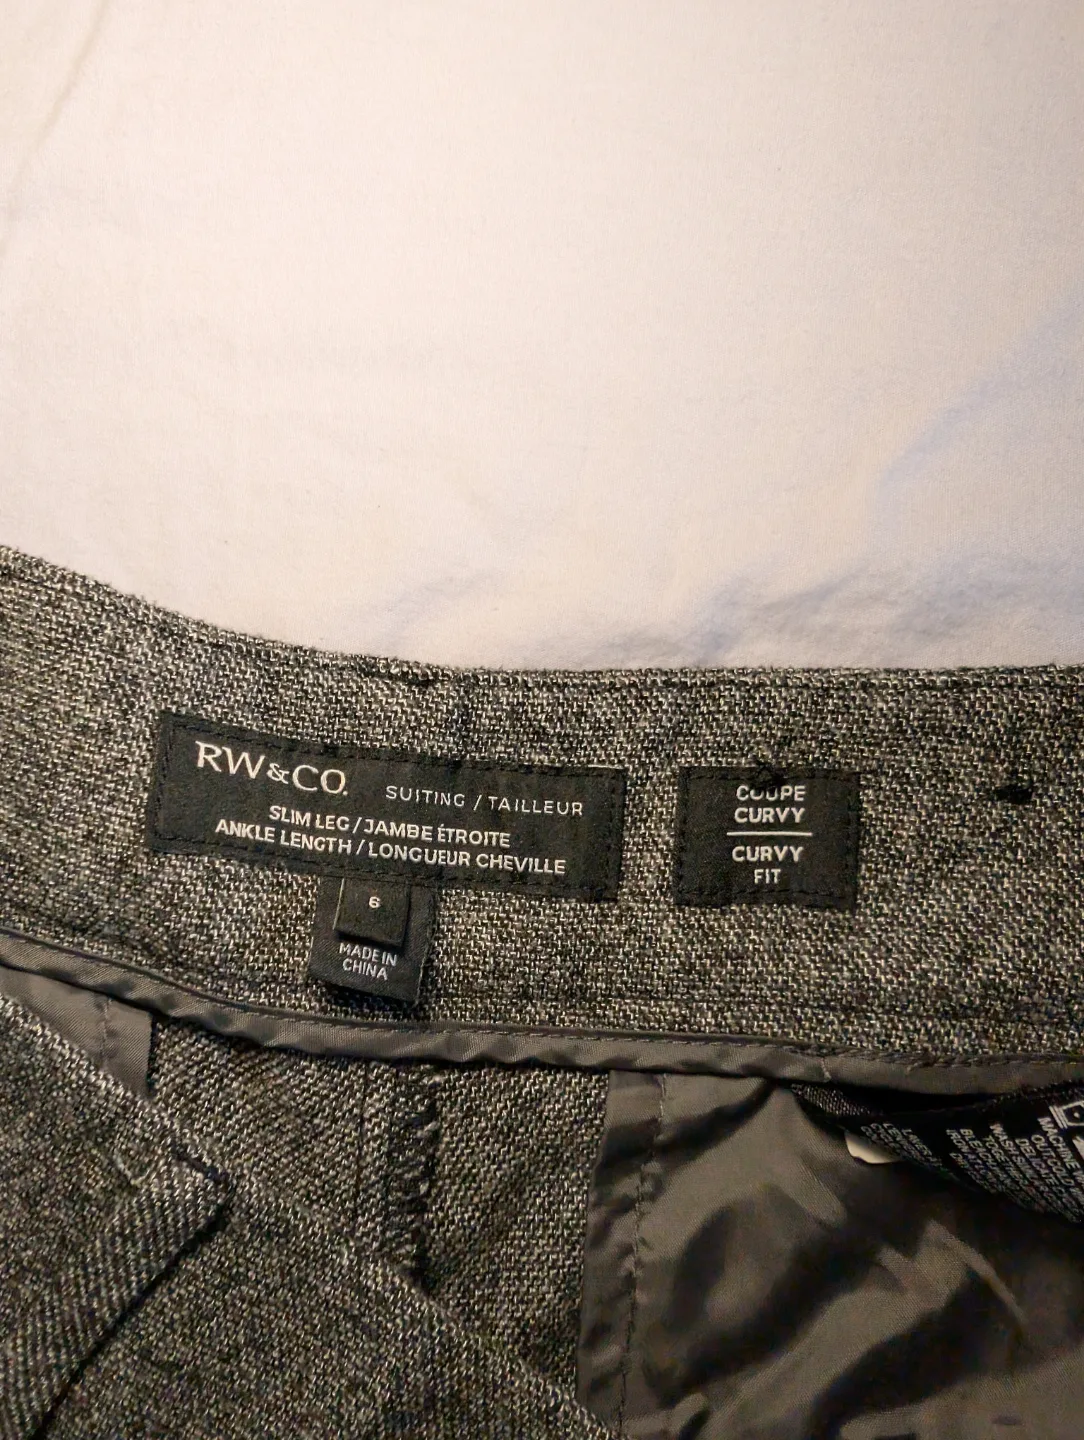 RW&CO. SUITING / TAILLEUR
SLIM LEG / JAMBE ÉTROITE
ANKLE LENGTH / LONGUEUR CHEVILLE
6
MADE IN
CHINA
COUPE
CURVY
CURVY
FIT